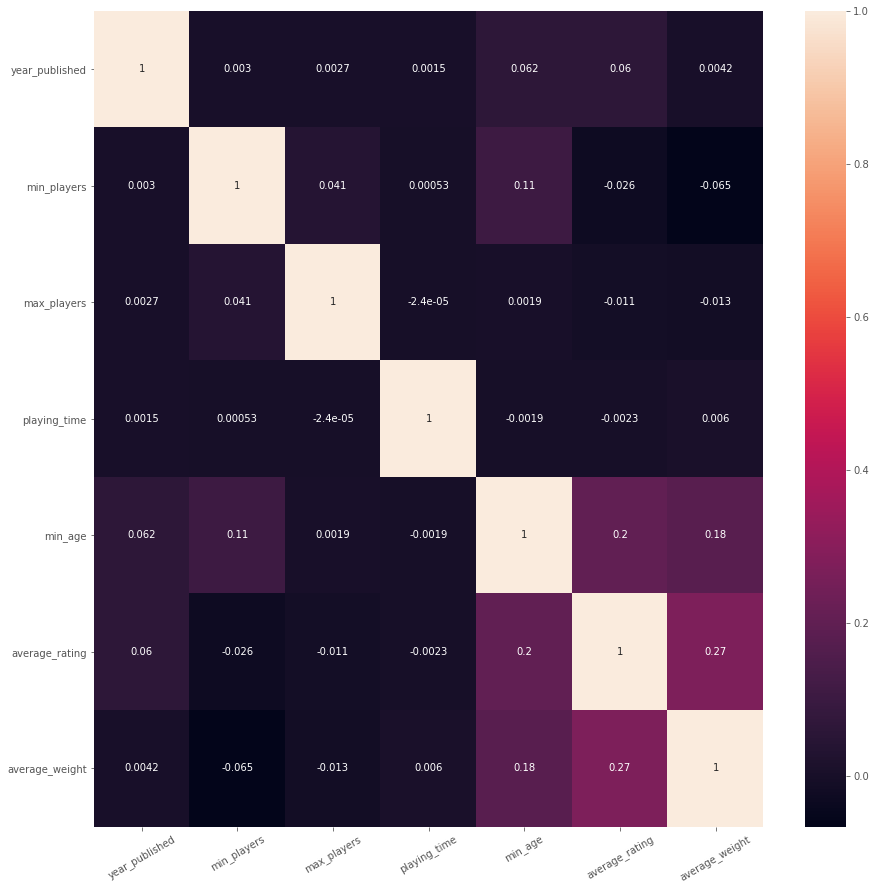 year_published 1 0.003 0.0027 0.0015 0.062 0.06 0.0042
min_players 0.003 1 0.041 0.00053 0.11 -0.026 -0.065
max_players 0.0027 0.041 1 -2.4e-05 0.0019 -0.011 -0.013
playing_time 0.0015 0.00053 -2.4e-05 1 -0.0019 -0.0023 0.006
min_age 0.062 0.11 0.0019 -0.0019 1 0.2 0.18
average_rating 0.06 -0.026 -0.011 -0.0023 0.2 1 0.27
average_weight 0.0042 -0.065 -0.013 0.006 0.18 0.27 1
year_published min_players max_players playing_time min_age average_rating average_weight
1.0
0.8
0.6
0.4
0.2
0.0